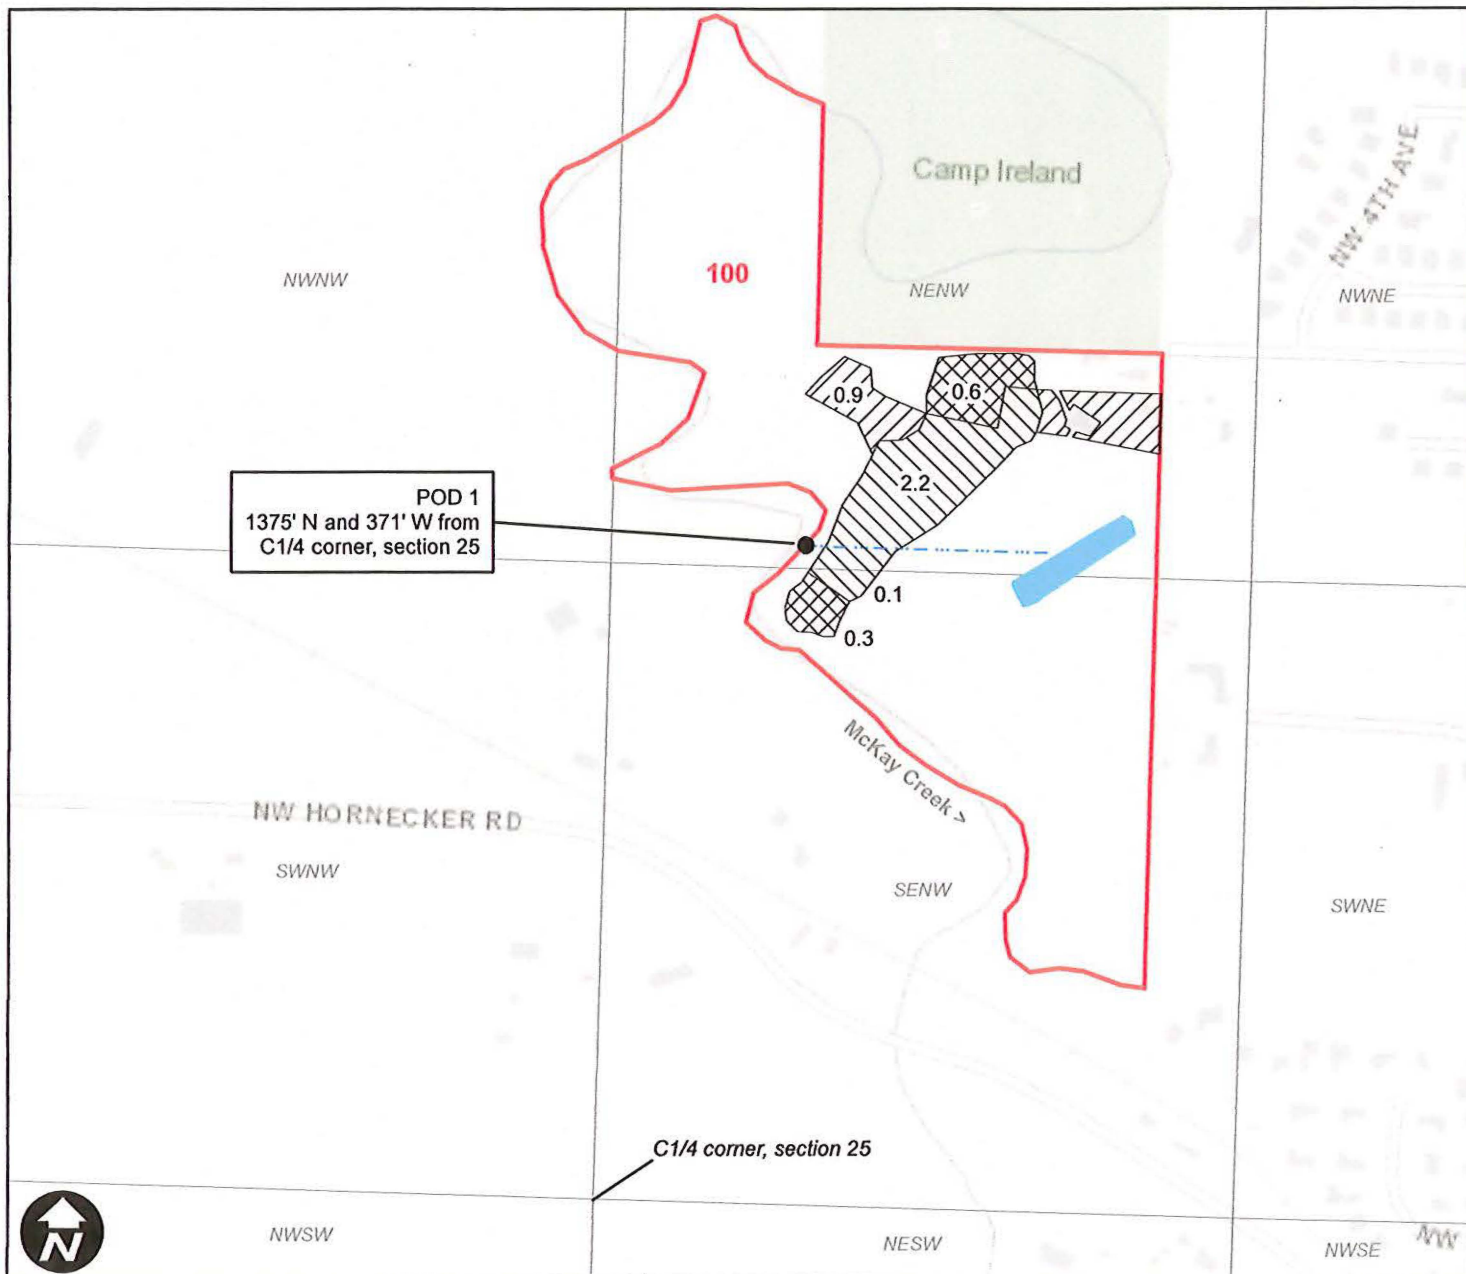 Camp Ireland
NW 4TH AVE
100
NWNW
NENW
NWNE
0.9
0.6
2.2
POD 1
1375' N and 371' W from
C1/4 corner, section 25
0.1
0.3
McKay Creek >
NW HORNECKER RD
SWNW
SENW
SWNE
C1/4 corner, section 25
N
NWSW
NESW
NWSE
NW